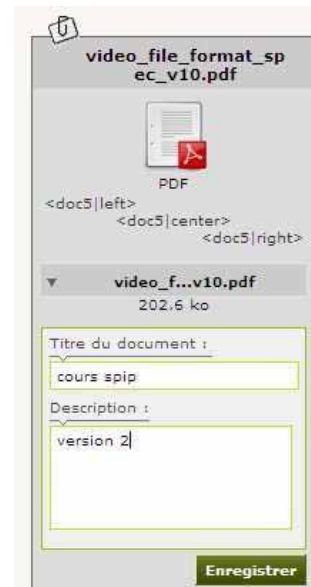 video_file_format_sp
ec_v10.pdf
PDF
<doc5|left>
<doc5|center>
<doc5|right>
video_f...v10.pdf
202.6 ko
Titre du document :
cours spip
Description :
version 2
Enregistrer